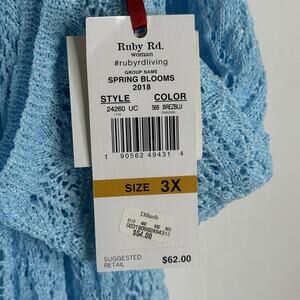 Ruby Rd.
woman
#rubyrdliving
GROUP NAME
SPRING BLOOMS
2018
STYLE COLOR
24260 UC 568 BREZBLU
1 90562 49431 4
SIZE 3X
Dillard's
$54.00
SUGGESTED
RETAIL $62.00